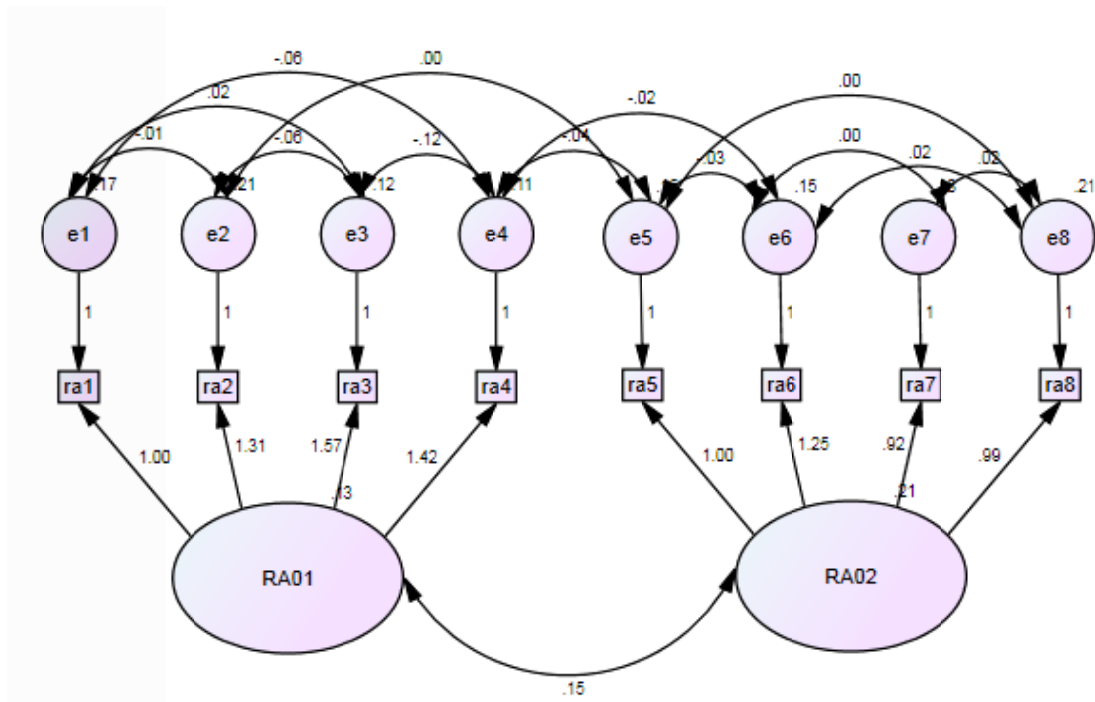 -.06
.00
.00
.02
-.02
-.01
-.06
-.12
-.04
-.03
.00
.02
.02
.17
.21
.12
.11
.15
.21
e1
e2
e3
e4
e5
e6
e7
e8
1
1
1
1
1
1
1
1
ra1
ra2
ra3
ra4
ra5
ra6
ra7
ra8
1.00
1.31
1.57
1.42
1.00
1.25
.92
.99
.13
.21
RA01
RA02
.15